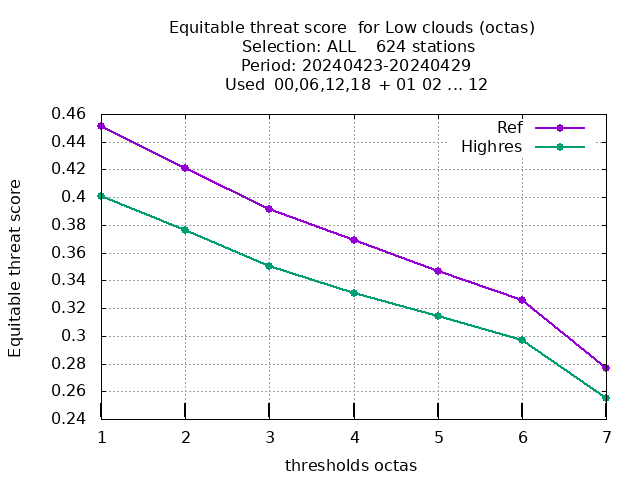 Equitable threat score  for Low clouds (octas)
Selection: ALL    624 stations
Period: 20240423-20240429
Used  00,06,12,18 + 01 02 ... 12
Ref
Highres
Equitable threat score
0.46
0.44
0.42
0.4
0.38
0.36
0.34
0.32
0.3
0.28
0.26
0.24
1 2 3 4 5 6 7
thresholds octas